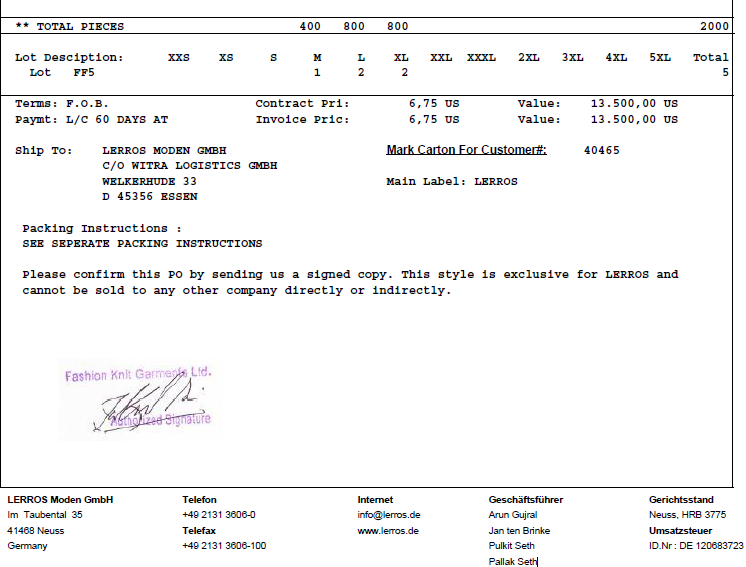 ** TOTAL PIECES 400 800 800 2000
Lot Desciption: XXS XS S M L XL XXL XXXL 2XL 3XL 4XL 5XL Total
Lot FF5 1 2 2 5
Terms: F.O.B. Contract Pri: 6,75 US Value: 13.500,00 US
Paymt: L/C 60 DAYS AT Invoice Pric: 6,75 US Value: 13.500,00 US
Ship To: LERROS MODEN GMBH Mark Carton For Customer#: 40465
C/O WITRA LOGISTICS GMBH
WELKERHUDE 33 Main Label: LERROS
D 45356 ESSEN
Packing Instructions :
SEE SEPERATE PACKING INSTRUCTIONS
Please confirm this PO by sending us a signed copy. This style is exclusive for LERROS and
cannot be sold to any other company directly or indirectly.
Fashion Knit Garments Ltd.
Authorized Signature
LERROS Moden GmbH Telefon Internet Geschäftsführer Gerichtsstand
Im Taubental 35 +49 2131 3606-0 info@lerros.de Arun Gujral Neuss, HRB 3775
41468 Neuss Telefax www.lerros.de Jan ten Brinke Umsatzsteuer
Germany +49 2131 3606-100 Pulkit Seth ID.Nr : DE 120683723
Pallak Seth